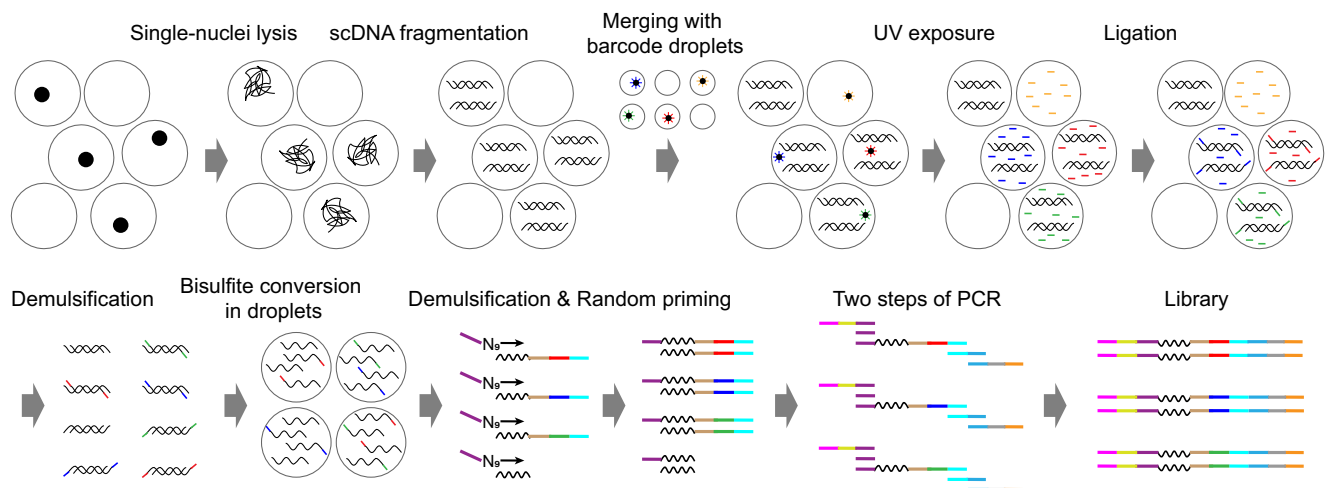 Single-nuclei lysis
scDNA fragmentation
Merging with
barcode droplets
UV exposure
Ligation
Demulsification
Bisulfite conversion
in droplets
Demulsification & Random priming
Two steps of PCR
Library
N₉
N₉
N₉
N₉